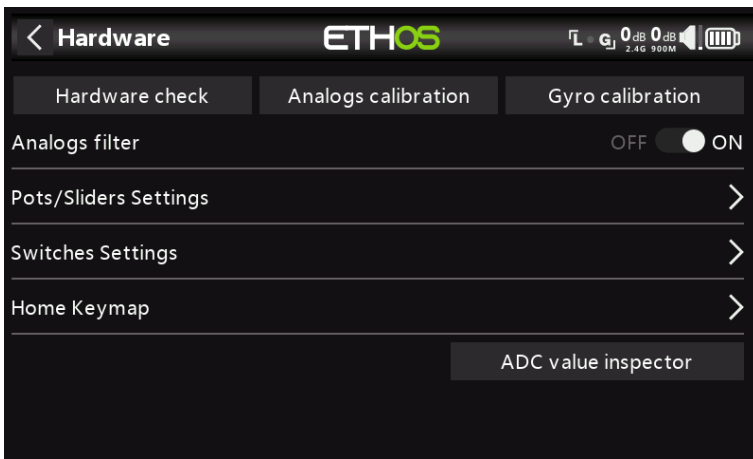 Hardware
ETHOS
L G 0dB 0dB
2.4G 900M
Hardware check
Analogs calibration
Gyro calibration
Analogs filter
OFF ON
Pots/Sliders Settings
Switches Settings
Home Keymap
ADC value inspector